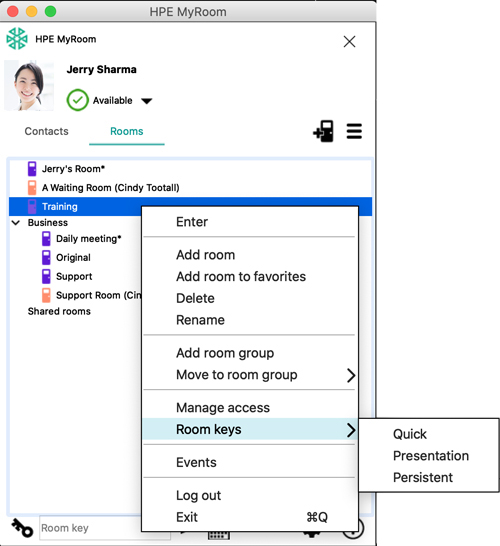 HPE MyRoom
HPE MyRoom
Jerry Sharma
Available
Contacts Rooms
Jerry's Room*
A Waiting Room (Cindy Tootall)
Training
Business
Daily meeting*
Original
Support
Support Room (Cin
Shared rooms
Enter
Add room
Add room to favorites
Delete
Rename
Add room group
Move to room group
Manage access
Room keys
Events
Log out
Exit ⌘Q
Quick
Presentation
Persistent
Room key